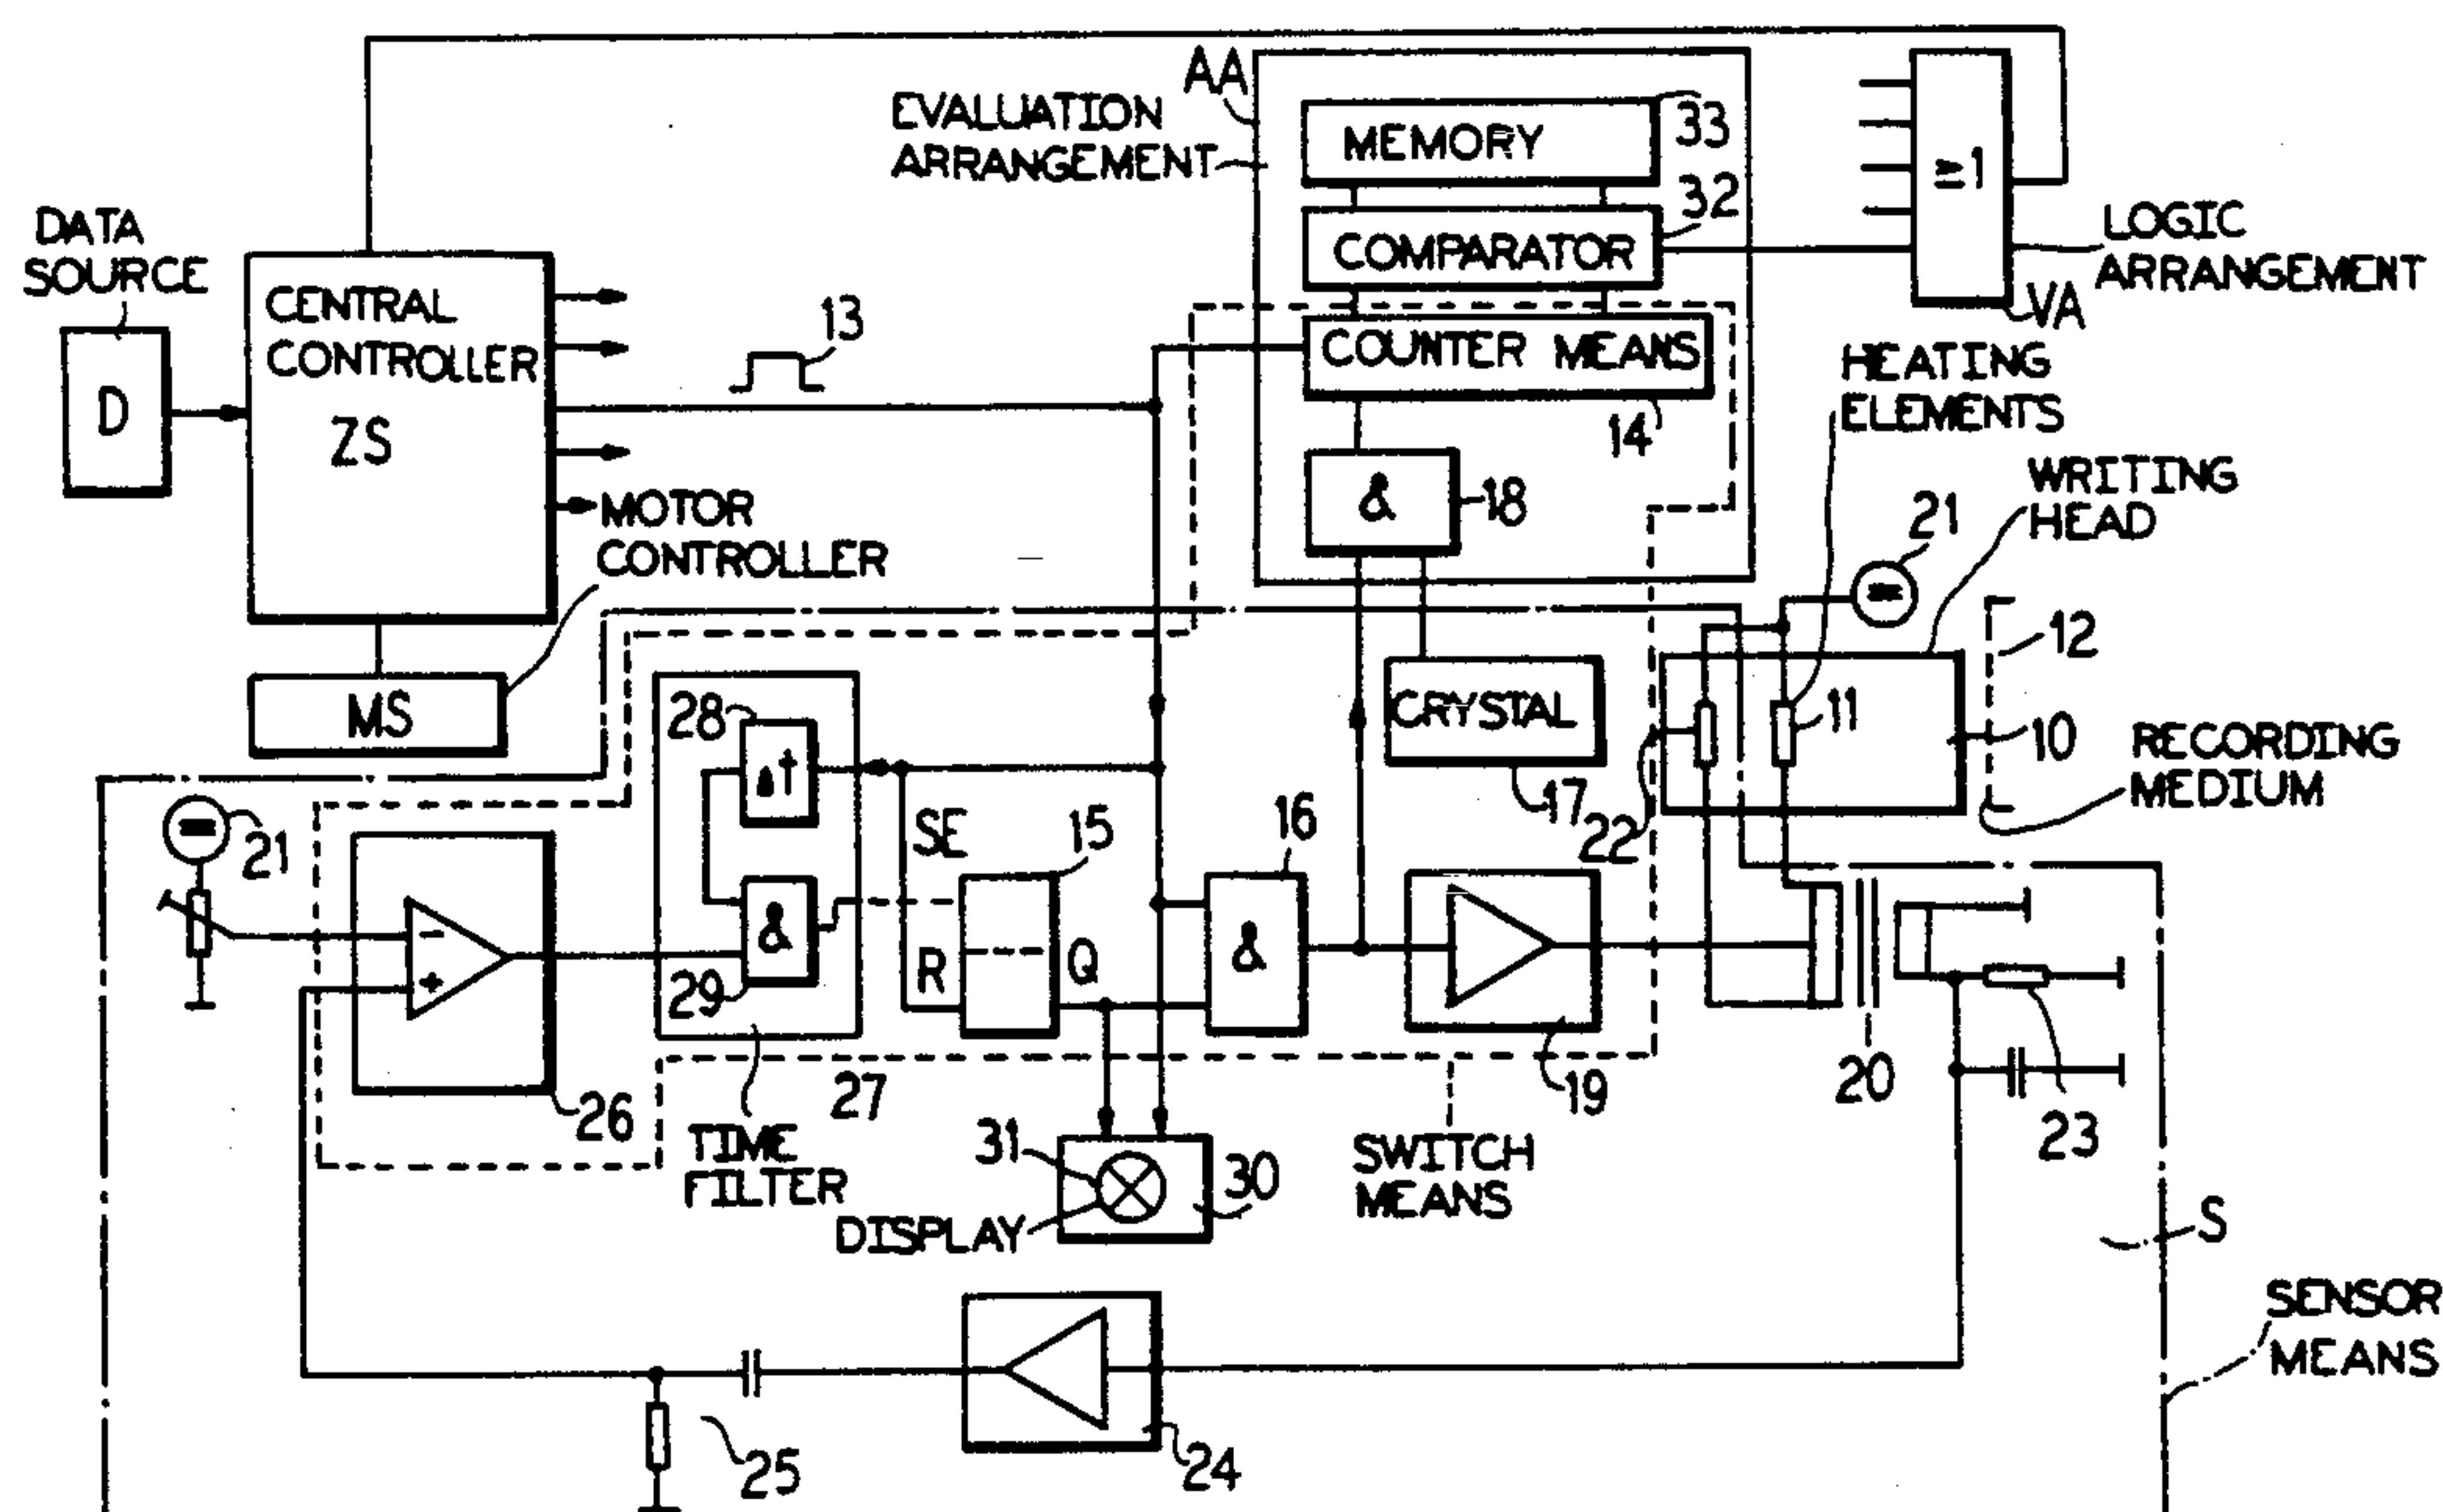 AA
EVALUATION
ARRANGEMENT
MEMORY
33
32
COMPARATOR
≥1
LOGIC
ARRANGEMENT
VA
DATA
SOURCE
D
CENTRAL
CONTROLLER
ZS
13
COUNTER MEANS
14
HEATING
ELEMENTS
&
18
WRITING
HEAD
21
MOTOR
CONTROLLER
MS
12
28
CRYSTAL
17
11
10
22
RECORDING
MEDIUM
21
SE
15
16
-
+
&
29
R
Q
&
26
27
19
20
23
TIME
FILTER
31
30
DISPLAY
SWITCH
MEANS
S
SENSOR
MEANS
25
24